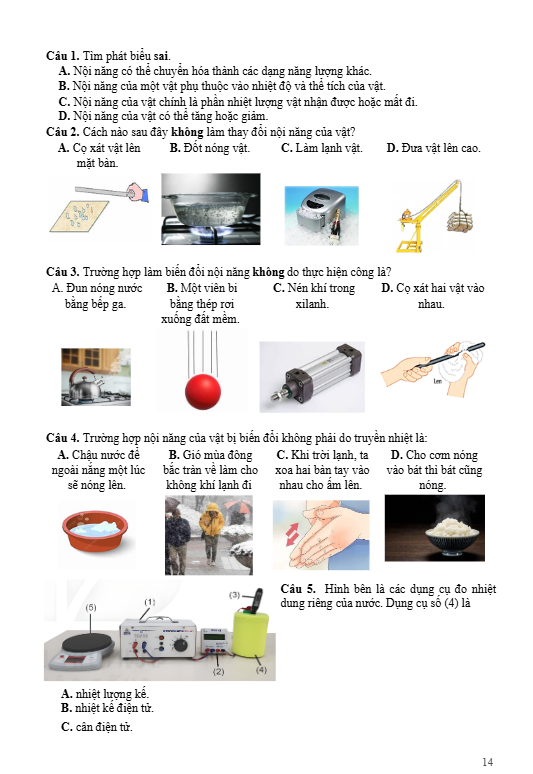 Câu 1. Tìm phát biểu sai.
A. Nội năng có thể chuyển hóa thành các dạng năng lượng khác.
B. Nội năng của một vật phụ thuộc vào nhiệt độ và thể tích của vật.
C. Nội năng của vật chính là phần nhiệt lượng vật nhận được hoặc mất đi.
D. Nội năng của vật có thể tăng hoặc giảm.
Câu 2. Cách nào sau đây không làm thay đổi nội năng của vật?
A. Cọ xát vật lên mặt bàn.
B. Đốt nóng vật.
C. Làm lạnh vật.
D. Đưa vật lên cao.
Câu 3. Trường hợp làm biến đổi nội năng không do thực hiện công là?
A. Đun nóng nước bằng bếp ga.
B. Một viên bi bằng thép rơi xuống đất mềm.
C. Nén khí trong xilanh.
D. Cọ xát hai vật vào nhau.
Len
Câu 4. Trường hợp nội năng của vật bị biến đổi không phải do truyền nhiệt là:
A. Chậu nước để ngoài nắng một lúc sẽ nóng lên.
B. Gió mùa đông bắc tràn về làm cho không khí lạnh đi
C. Khi trời lạnh, ta xoa hai bàn tay vào nhau cho ấm lên.
D. Cho cơm nóng vào bát thì bát cũng nóng.
Câu 5. Hình bên là các dụng cụ đo nhiệt dung riêng của nước. Dụng cụ số (4) là
(1)
(2)
(3)
(4)
(5)
A. nhiệt lượng kế.
B. nhiệt kế điện tử.
C. cân điện tử.
14